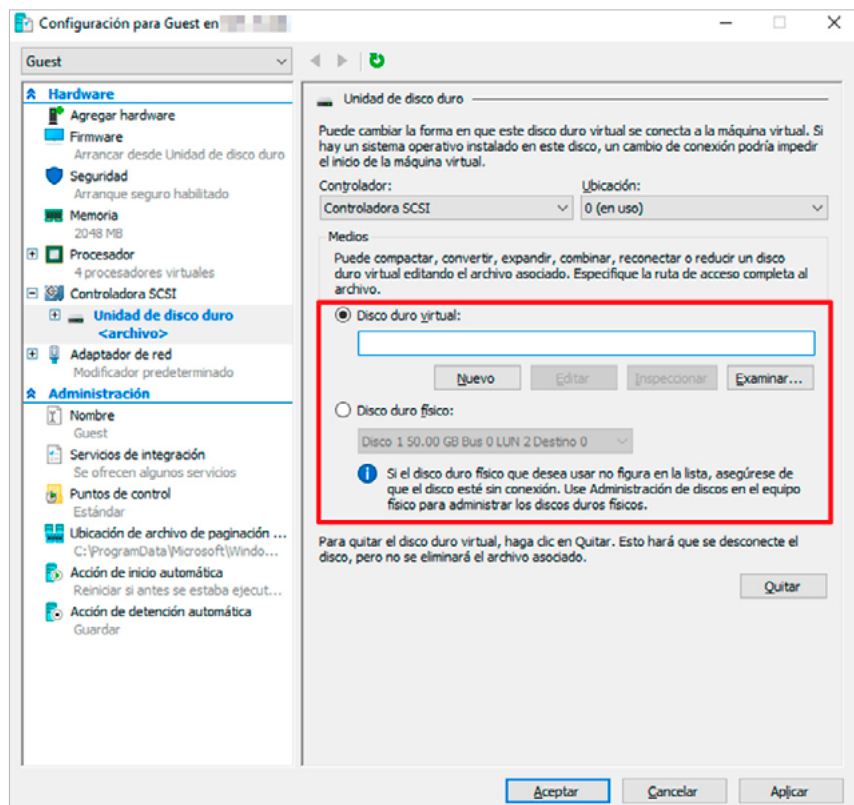 Configuración para Guest en
Guest
Hardware
Agregar hardware
Firmware
Arrancar desde Unidad de disco duro
Seguridad
Arranque seguro habilitado
Memoria
2048 MB
Procesador
4 procesadores virtuales
Controladora SCSI
Unidad de disco duro
<archivo>
Adaptador de red
Modificador predeterminado
Administración
Nombre
Guest
Servicios de integración
Se ofrecen algunos servicios
Puntos de control
Estándar
Ubicación de archivo de paginación ...
C:\ProgramData\Microsoft\Windo...
Acción de inicio automática
Reiniciar si antes se estaba ejecut...
Acción de detención automática
Guardar
Unidad de disco duro
Puede cambiar la forma en que este disco duro virtual se conecta a la máquina virtual. Si
hay un sistema operativo instalado en este disco, un cambio de conexión podría impedir
el inicio de la máquina virtual.
Controlador: Ubicación:
Controladora SCSI 0 (en uso)
Medios
Puede compactar, convertir, expandir, combinar, reconectar o reducir un disco
duro virtual editando el archivo asociado. Especifique la ruta de acceso completa al
archivo.
Disco duro virtual:
Nuevo Editar Inspeccionar Examinar...
Disco duro físico:
Disco 1 50.00 GB Bus 0 LUN 2 Destino 0
Si el disco duro físico que desea usar no figura en la lista, asegúrese de
que el disco esté sin conexión. Use Administración de discos en el equipo
físico para administrar los discos duros físicos.
Para quitar el disco duro virtual, haga clic en Quitar. Esto hará que se desconecte el
disco, pero no se eliminará el archivo asociado.
Quitar
Aceptar Cancelar Aplicar